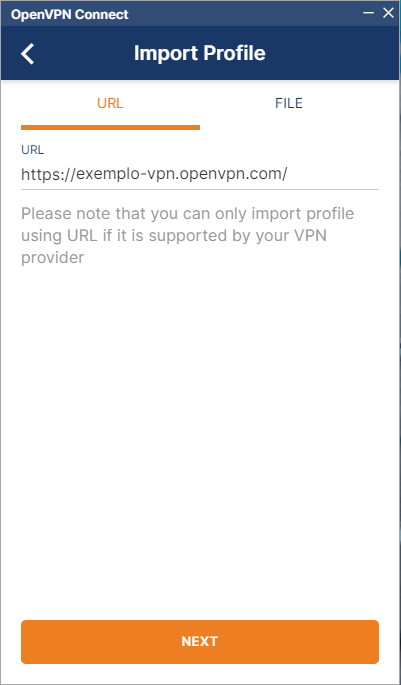 OpenVPN Connect
Import Profile
URL
FILE
URL
https://exemplo-vpn.openvpn.com/
Please note that you can only import profile
using URL if it is supported by your VPN
provider
NEXT